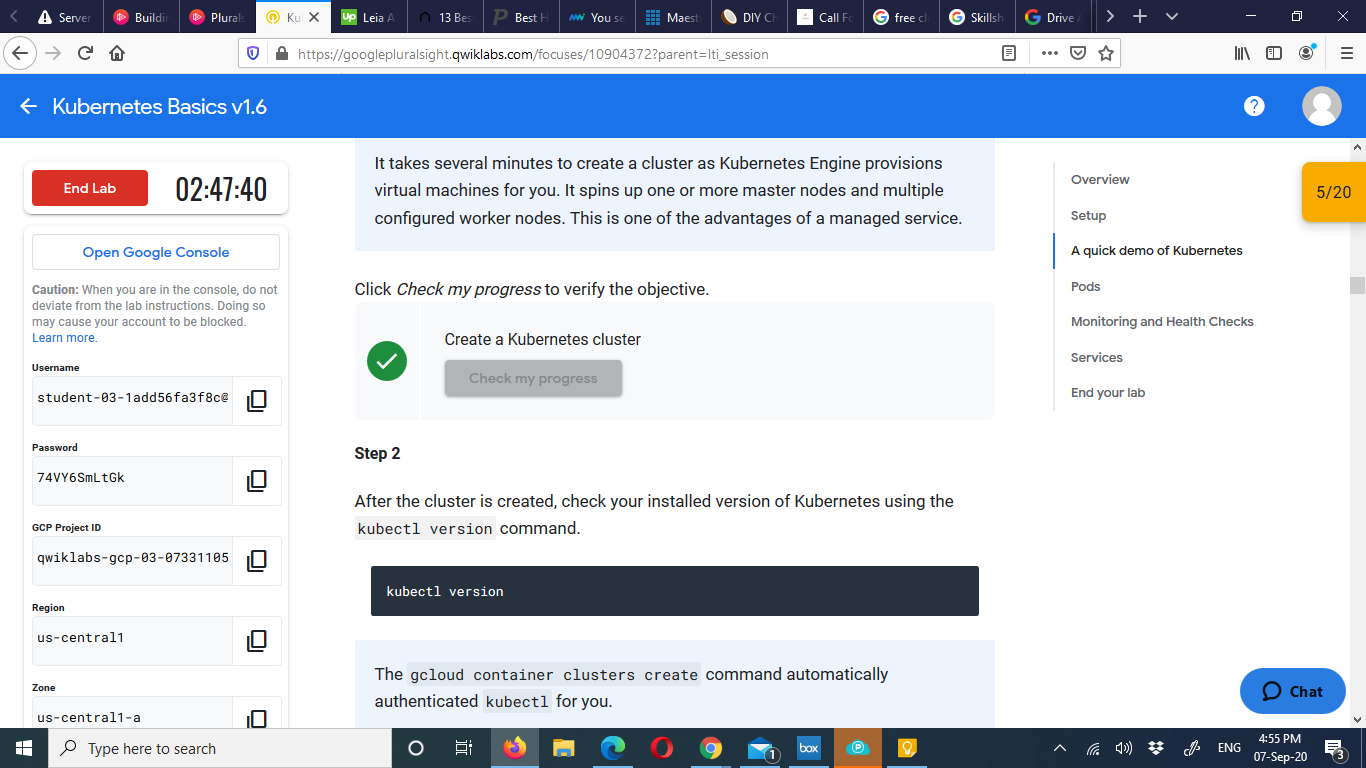 Server
Buildin
Plurals
Ku
Leia A
13 Bes
Best H
You se
Maest
DIY Ch
Call Fo
free cl
Skillsh
Drive
https://googlepluralsight.qwiklabs.com/focuses/10904372?parent=lti_session
Kubernetes Basics v1.6
End Lab
02:47:40
Open Google Console
Caution: When you are in the console, do not
deviate from the lab instructions. Doing so
may cause your account to be blocked.
Learn more.
Username
student-03-1add56fa3f8c@
Password
74VY6SmLtGk
GCP Project ID
qwiklabs-gcp-03-07331105
Region
us-central1
Zone
us-central1-a
It takes several minutes to create a cluster as Kubernetes Engine provisions
virtual machines for you. It spins up one or more master nodes and multiple
configured worker nodes. This is one of the advantages of a managed service.
Click Check my progress to verify the objective.
Create a Kubernetes cluster
Check my progress
Step 2
After the cluster is created, check your installed version of Kubernetes using the
kubectl version command.
kubectl version
The gcloud container clusters create command automatically
authenticated kubectl for you.
Overview
Setup
A quick demo of Kubernetes
Pods
Monitoring and Health Checks
Services
End your lab
5/20
Chat
Type here to search
1
box
ENG
4:55 PM
07-Sep-20
3